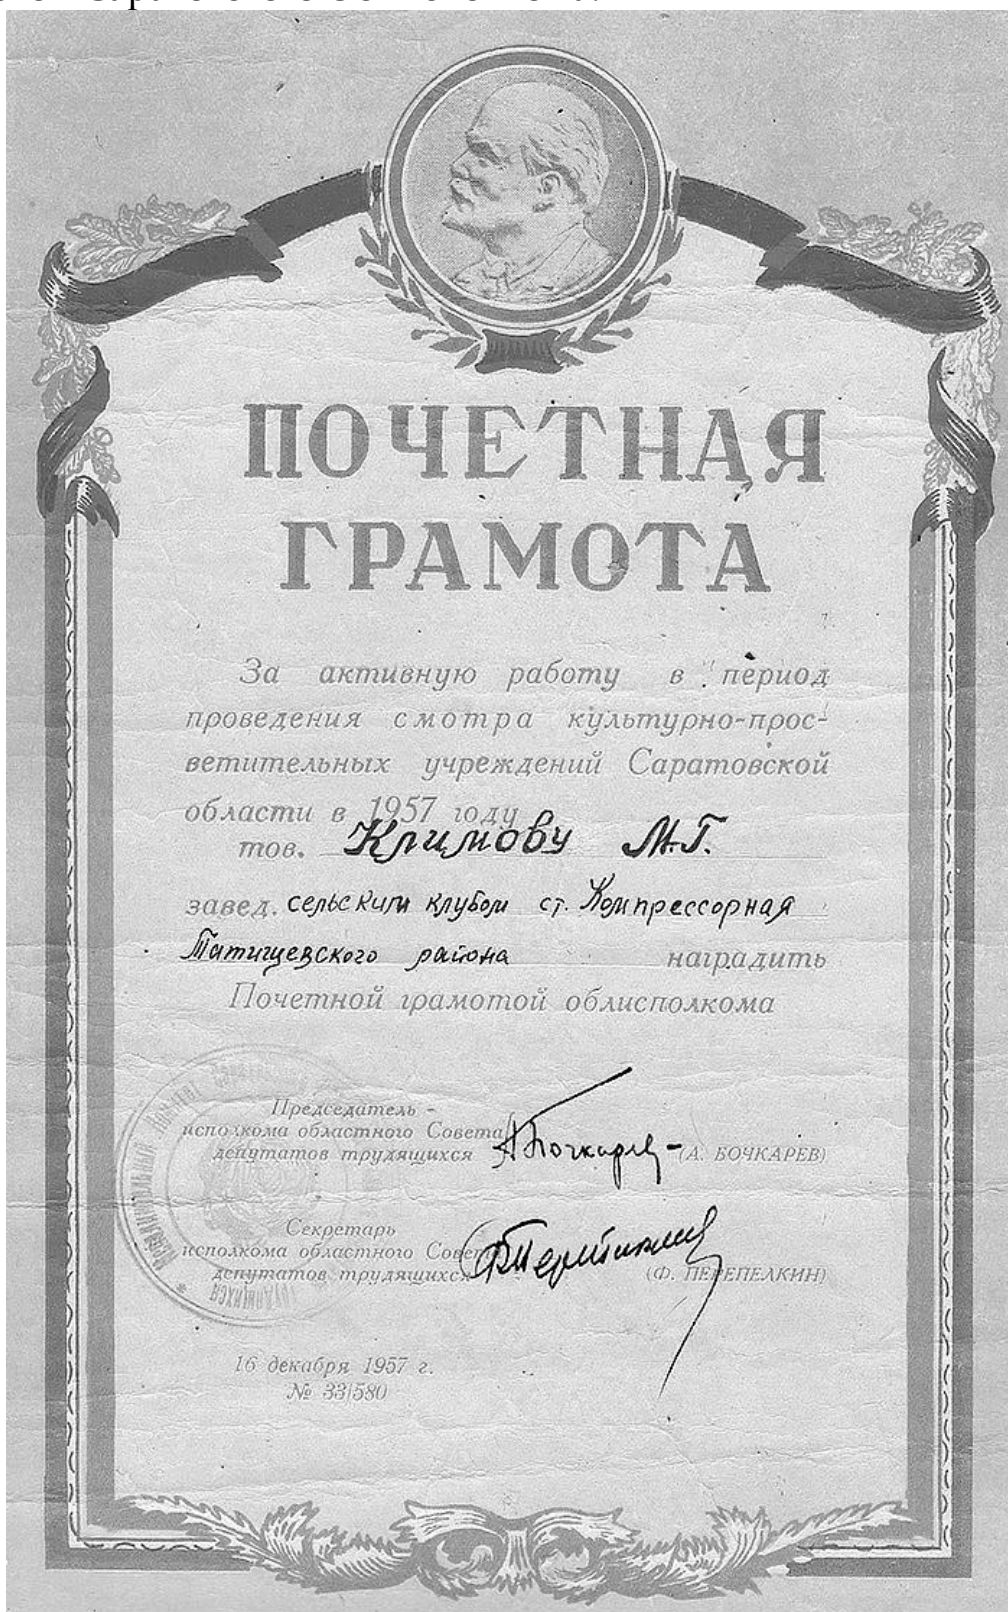 ПОЧЕТНАЯ
ГРАМОТА
За активную работу в период
проведения смотра культурно-прос-
ветительных учреждений Саратовской
области в 1957 году
тов. Климову М.Г.
завед. сельским клубом ст. Компрессорная
Татищевского района наградить
Почетной грамотой облисполкома
Председатель -
исполкома областного Совета
депутатов трудящихся А Бочкарев (А. БОЧКАРЕВ)
Секретарь
исполкома областного Совета
депутатов трудящихся (Ф. ПЕРЕПЕЛКИН)
16 декабря 1957 г.
№ 33/580